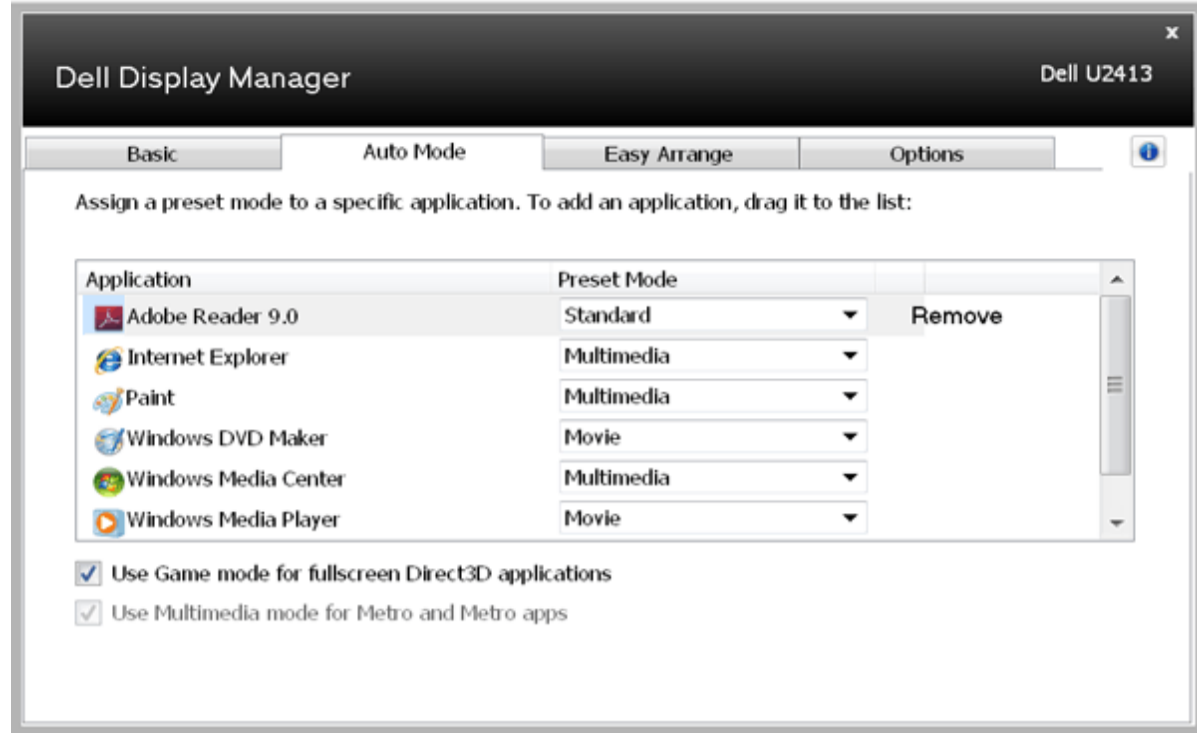 x
Dell Display Manager
Dell U2413
Basic Auto Mode Easy Arrange Options
Assign a preset mode to a specific application. To add an application, drag it to the list:
Application Preset Mode
Adobe Reader 9.0 Standard Remove
Internet Explorer Multimedia
Paint Multimedia
Windows DVD Maker Movie
Windows Media Center Multimedia
Windows Media Player Movie
Use Game mode for fullscreen Direct3D applications
Use Multimedia mode for Metro and Metro apps